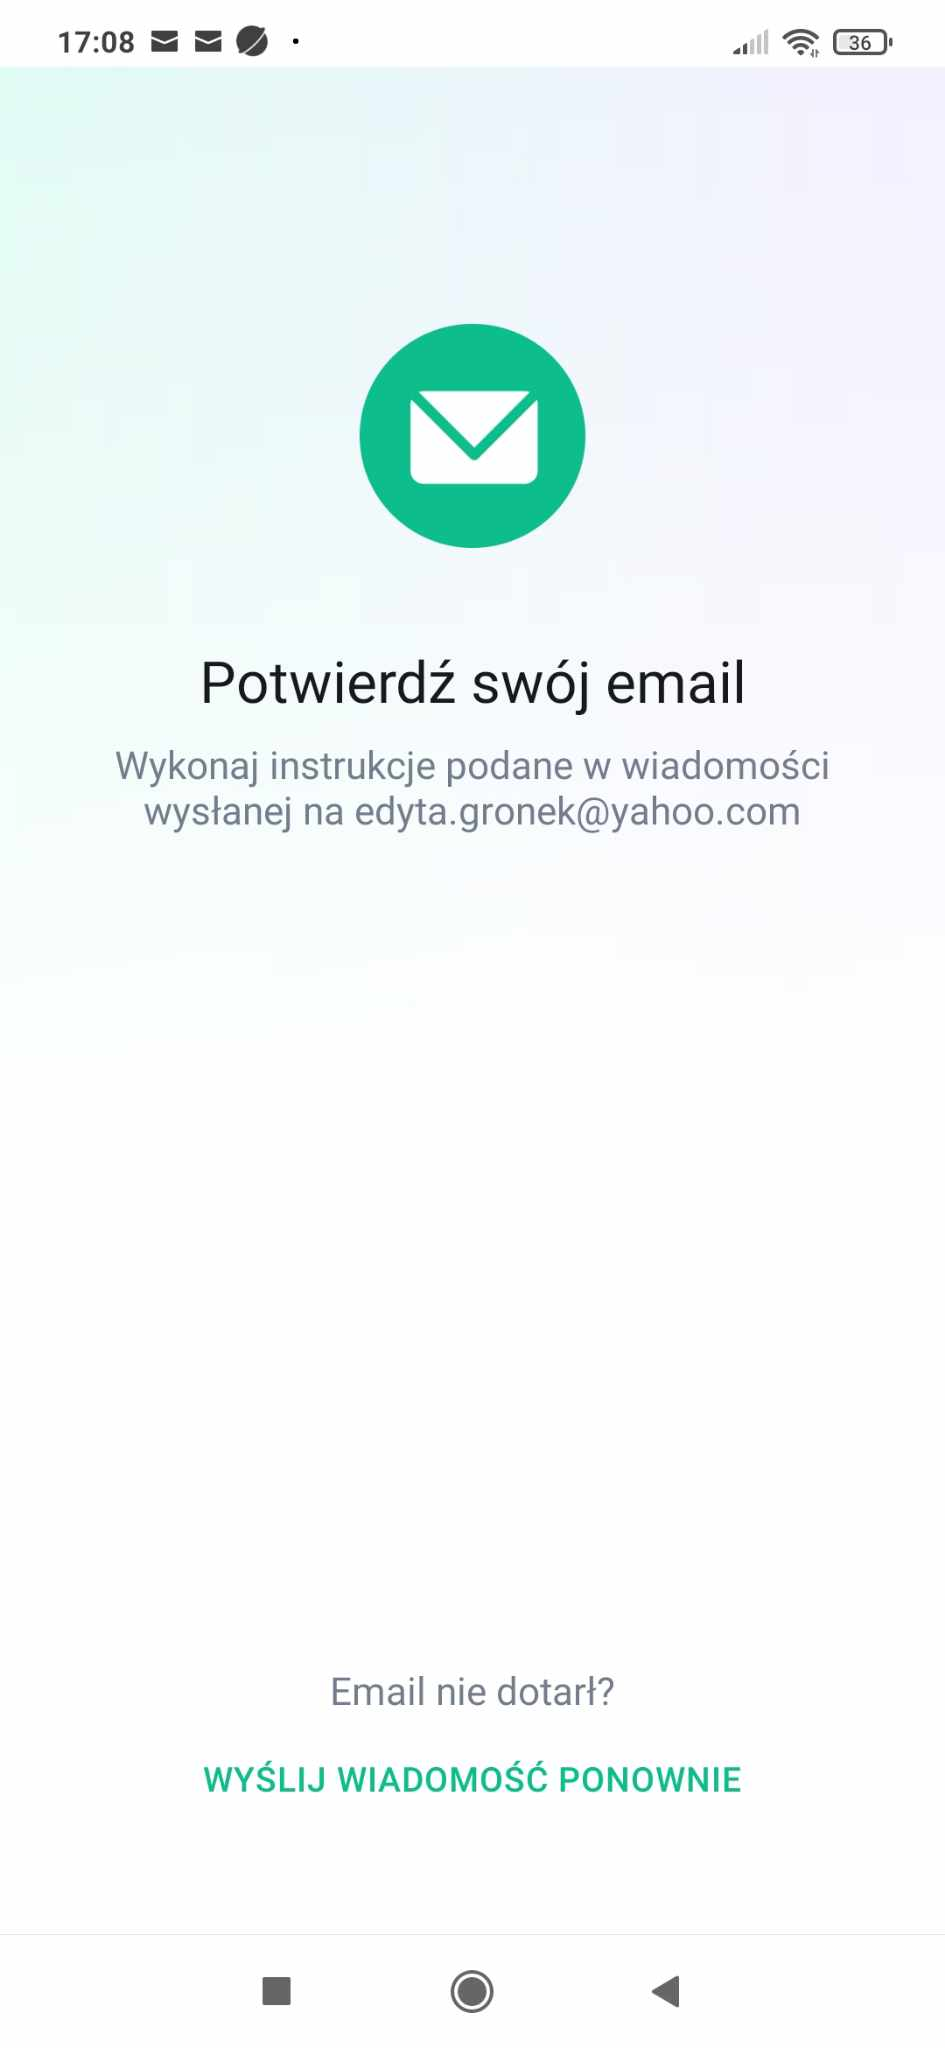 17:08
36
Potwierdź swój email
Wykonaj instrukcje podane w wiadomości
wysłanej na edyta.gronek@yahoo.com
Email nie dotarł?
WYŚLIJ WIADOMOŚĆ PONOWNIE